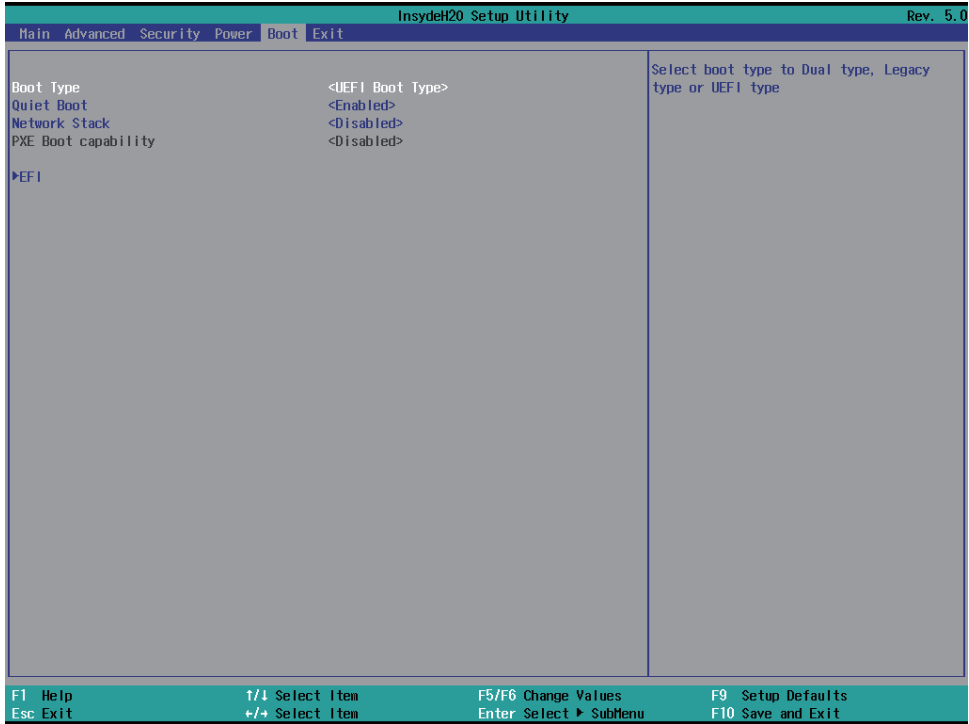 InsydeH20 Setup Utility Rev. 5.0
Main Advanced Security Power Boot Exit
Boot Type <UEFI Boot Type>
Quiet Boot <Enabled>
Network Stack <Disabled>
PXE Boot capability <Disabled>
▶EFI
Select boot type to Dual type, Legacy
type or UEFI type
F1 Help ↑/↓ Select Item F5/F6 Change Values F9 Setup Defaults
Esc Exit ←/→ Select Item Enter Select ▶ SubMenu F10 Save and Exit